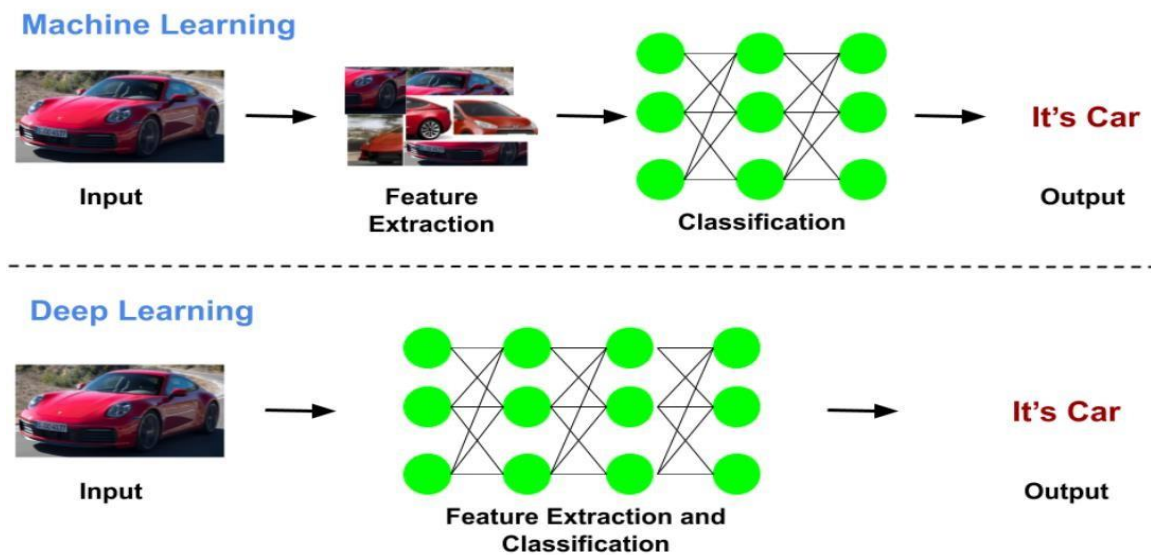 Machine Learning
It's Car
Input
Feature
Extraction
Classification
Output
Deep Learning
It's Car
Input
Feature Extraction and
Classification
Output